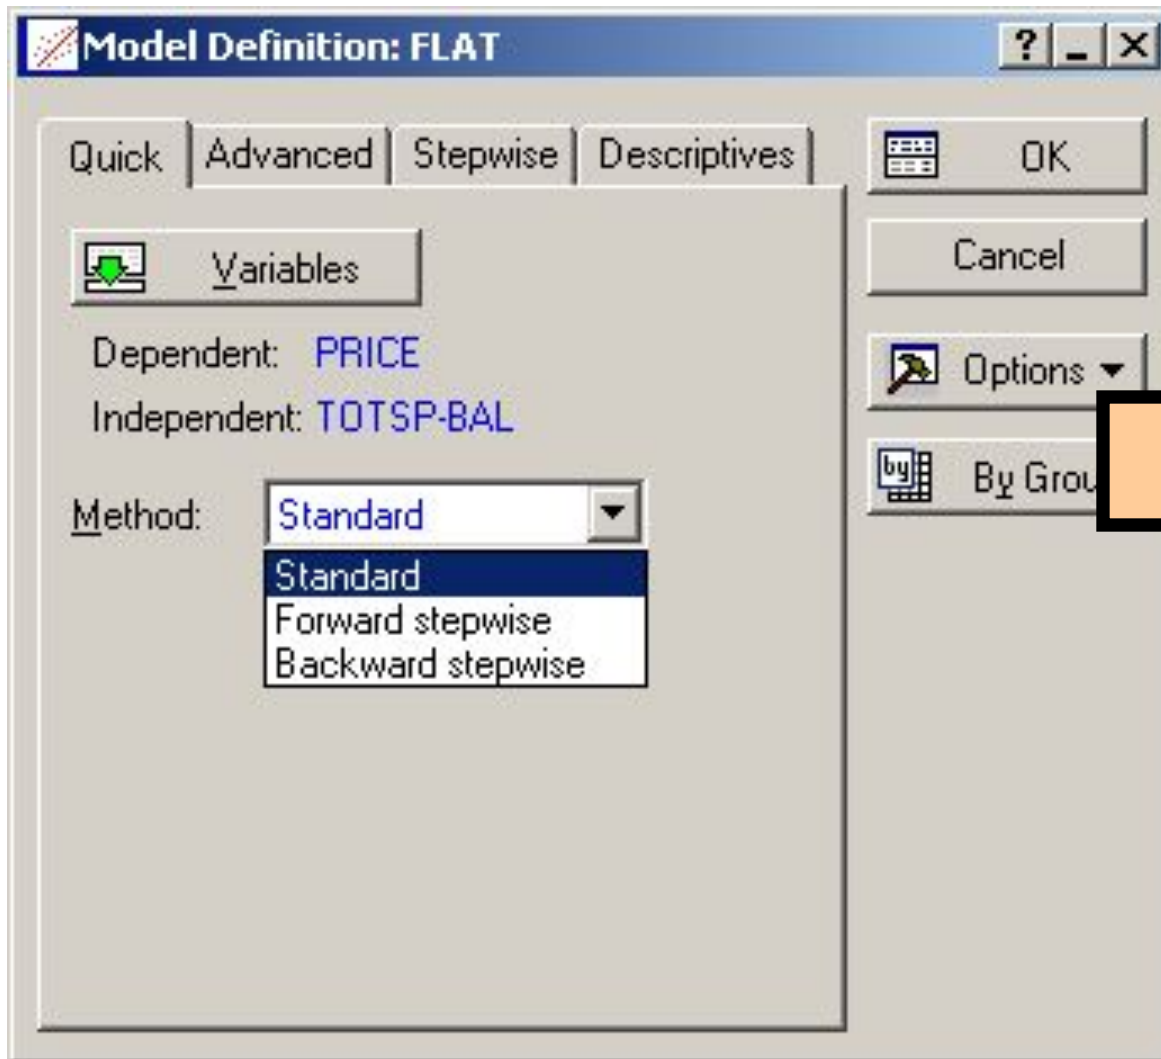 Model Definition: FLAT
Quick Advanced Stepwise Descriptives
OK
Cancel
Options
By
Variables
Dependent: PRICE
Independent: TOTSP-BAL
Method: Standard
Standard
Forward stepwise
Backward stepwise